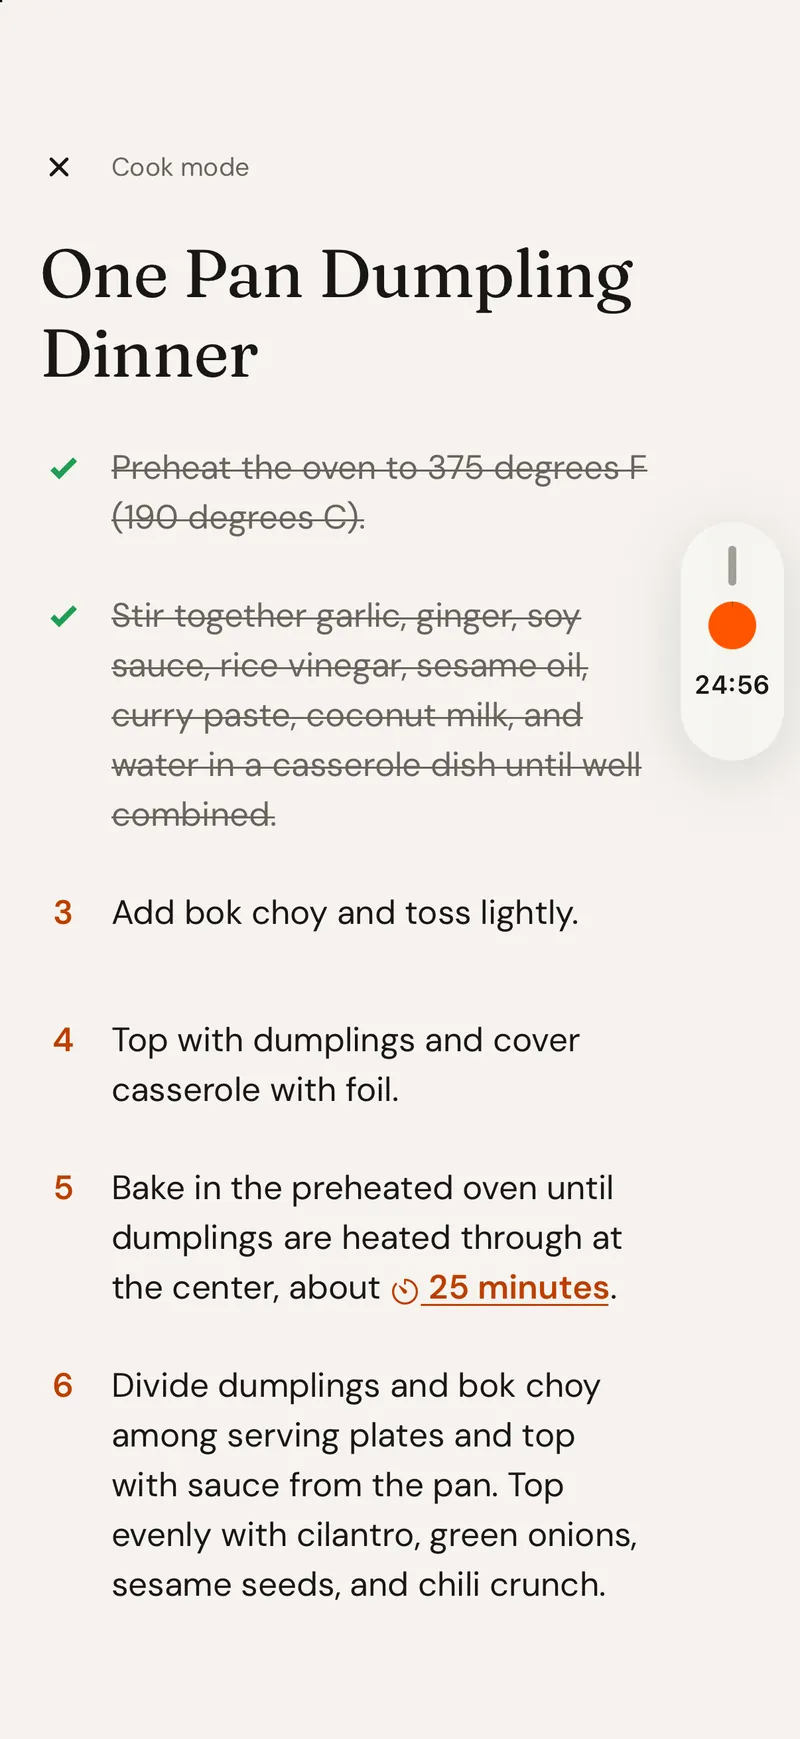 Cook mode
One Pan Dumpling
Dinner
Preheat the oven to 375 degrees F
(190 degrees C).
Stir together garlic, ginger, soy
sauce, rice vinegar, sesame oil,
curry paste, coconut milk, and
water in a casserole dish until well
combined.
24:56
3 Add bok choy and toss lightly.
4 Top with dumplings and cover
casserole with foil.
5 Bake in the preheated oven until
dumplings are heated through at
the center, about 25 minutes.
6 Divide dumplings and bok choy
among serving plates and top
with sauce from the pan. Top
evenly with cilantro, green onions,
sesame seeds, and chili crunch.